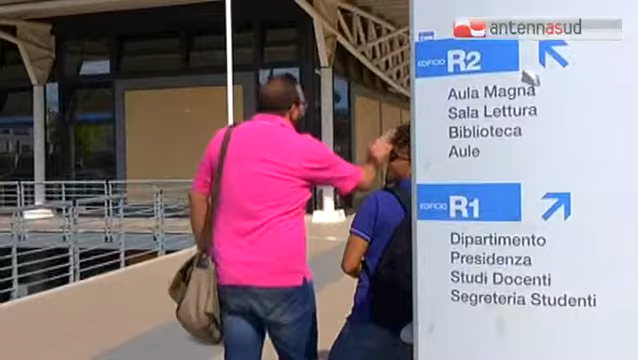 antennasud
EDIFICIO R2
Aula Magna
Sala Lettura
Biblioteca
Aule
EDIFICIO R1
Dipartimento
Presidenza
Studi Docenti
Segreteria Studenti